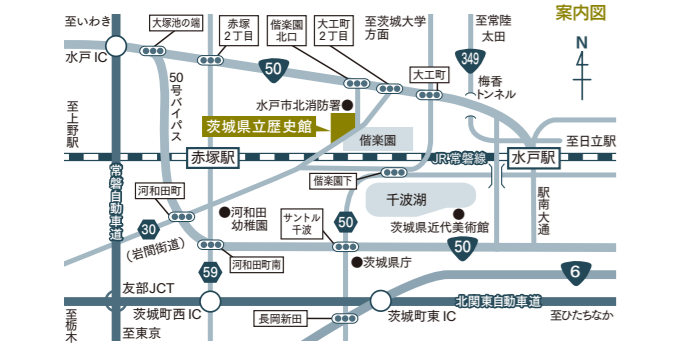 案内図
至いわき
大塚池の端
赤塚
2丁目
偕楽園
北口
大工町
2丁目
至茨城大学
方面
至常陸
太田
N
水戸IC
50
349
大工町
梅香
トンネル
50号バイパス
至上野駅
水戸市北消防署
茨城県立歴史館
偕楽園
至日立駅
赤塚駅
JR常磐線
水戸駅
常磐自動車道
河和田町
偕楽園下
千波湖
駅南大通
30
(岩間街道)
河和田
幼稚園
サントル
千波
50
茨城県近代美術館
50
河和田町南
59
茨城県庁
6
友部JCT
北関東自動車道
茨城町西IC
長岡新田
茨城町東IC
至ひたちなか
至栃木
至東京